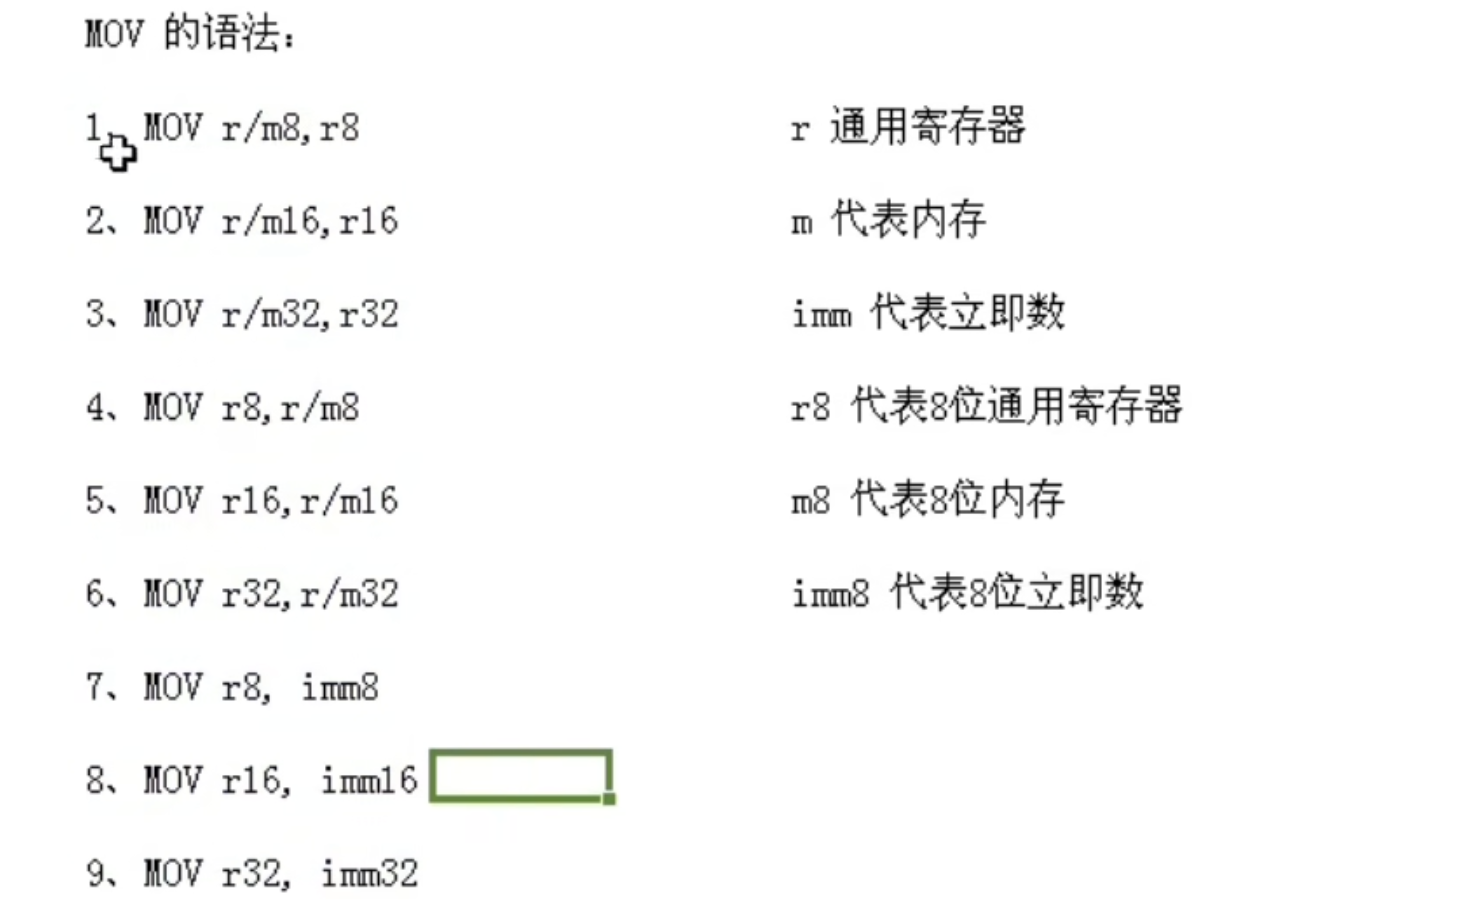 MOV 的语法：
1、MOV r/m8,r8
r 通用寄存器
2、MOV r/m16,r16
m 代表内存
3、MOV r/m32,r32
imm 代表立即数
4、MOV r8,r/m8
r8 代表8位通用寄存器
5、MOV r16,r/m16
m8 代表8位内存
6、MOV r32,r/m32
imm8 代表8位立即数
7、MOV r8, imm8
8、MOV r16, imm16
9、MOV r32, imm32